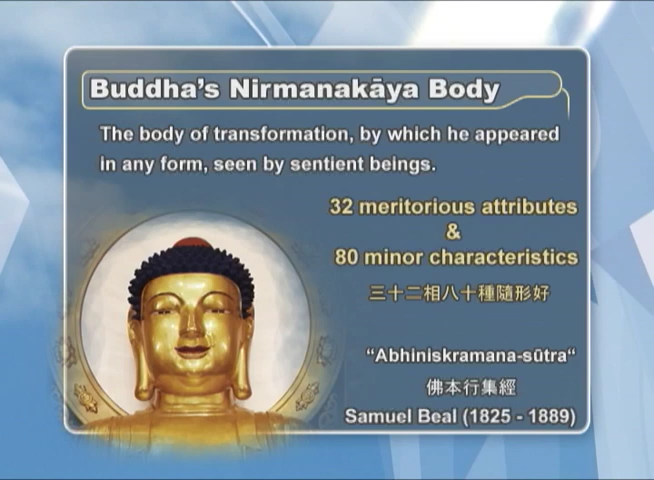 Buddha's Nirmanakāya Body
The body of transformation, by which he appeared
in any form, seen by sentient beings.
32 meritorious attributes
&
80 minor characteristics
三十二相八十種隨形好
“Abhiniskramana-sūtra“
佛本行集經
Samuel Beal (1825 - 1889)